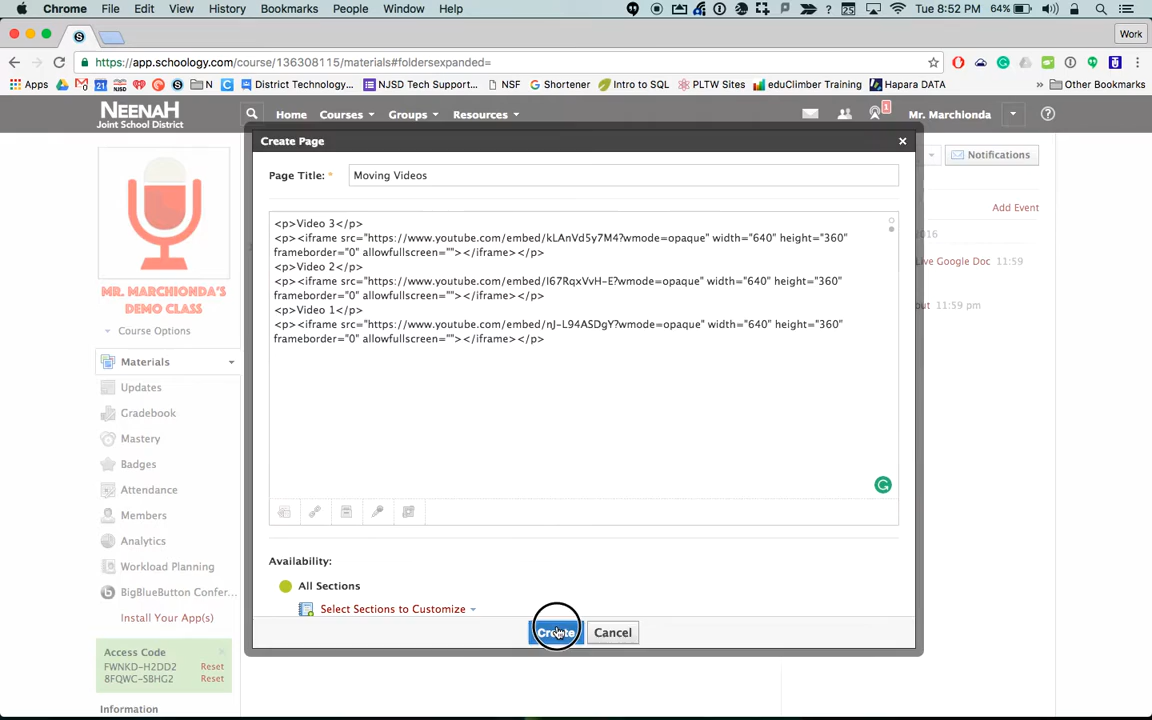 Chrome File Edit View History Bookmarks People Window Help
Tue 8:52 PM 64%
Work
https://app.schoology.com/course/136308115/materials#foldersexpanded=
Apps N District Technology... NJSD Tech Support... NSF Shortener Intro to SQL PLTW Sites eduClimber Training Hapara DATA » Other Bookmarks
NEENAH
Joint School District
Home Courses Groups Resources Mr. Marchionda
Create Page
Notifications
Page Title: * Moving Videos
Add Event
<p>Video 3</p>
2016
<p><iframe src="https://www.youtube.com/embed/kLAnVd5y7M4?wmode=opaque" width="640" height="360"
frameborder="0" allowfullscreen=""></iframe></p>
Live Google Doc 11:59
<p>Video 2</p>
<p><iframe src="https://www.youtube.com/embed/I67RqxVvH-E?wmode=opaque" width="640" height="360"
frameborder="0" allowfullscreen=""></iframe></p>
out 11:59 pm
<p>Video 1</p>
<p><iframe src="https://www.youtube.com/embed/nJ-L94ASDgY?wmode=opaque" width="640" height="360"
frameborder="0" allowfullscreen=""></iframe></p>
MR. MARCHIONDA'S
DEMO CLASS
Course Options
Materials
Updates
Gradebook
Mastery
Badges
Attendance
Members
Analytics
Workload Planning
BigBlueButton Confer...
Install Your App(s)
Availability:
All Sections
Select Sections to Customize
Create Cancel
Access Code
FWNKD-H2DD2 Reset
8FQWC-5BHG2 Reset
Information